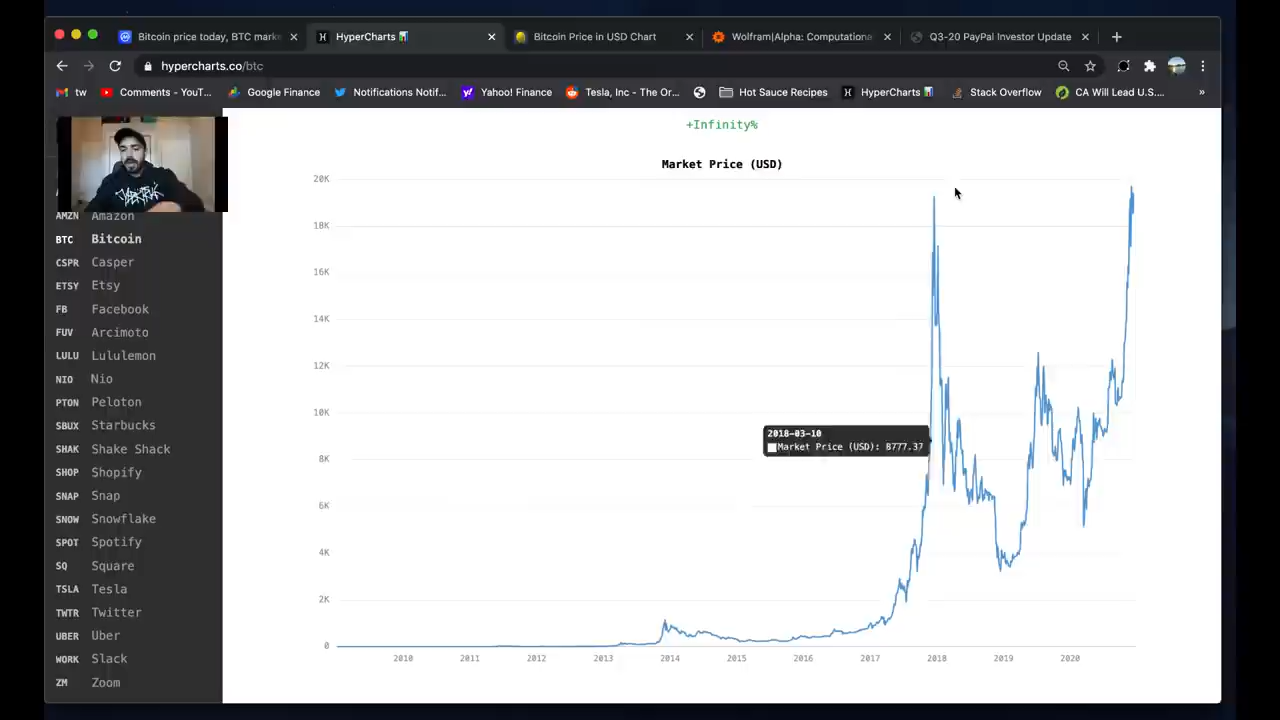 Bitcoin price today, BTC mark
HyperCharts
Bitcoin Price in USD Chart
Wolfram|Alpha: Computationa
Q3-20 PayPal Investor Update
hypercharts.co/btc
tw
Comments - YouT...
Google Finance
Notifications Notif...
Yahoo! Finance
Tesla, Inc - The Or...
Hot Sauce Recipes
HyperCharts
Stack Overflow
CA Will Lead U.S....
»
+Infinity%
Market Price (USD)
AMZN Amazon
BTC Bitcoin
CSPR Casper
ETSY Etsy
FB Facebook
FUV Arcimoto
LULU Lululemon
NIO Nio
PTON Peloton
SBUX Starbucks
SHAK Shake Shack
SHOP Shopify
SNAP Snap
SNOW Snowflake
SPOT Spotify
SQ Square
TSLA Tesla
TWTR Twitter
UBER Uber
WORK Slack
ZM Zoom
20K
18K
16K
14K
12K
10K
8K
6K
4K
2K
0
2018-03-10
Market Price (USD): 8777.37
2010 2011 2012 2013 2014 2015 2016 2017 2018 2019 2020